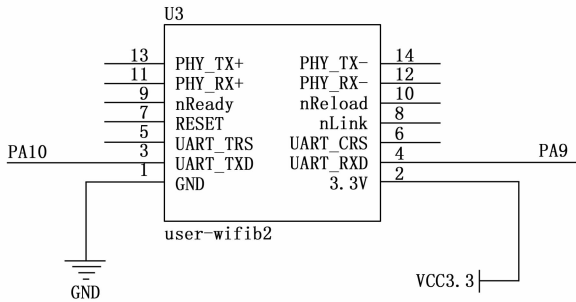 U3
13 PHY_TX+ PHY_TX- 14
11 PHY_RX+ PHY_RX- 12
9 nReady nReload 10
7 RESET nLink 8
5 UART_TRS UART_CRS 6
PA10 3 UART_TXD UART_RXD 4 PA9
1 GND 3.3V 2
user-wifib2
VCC3.3
GND